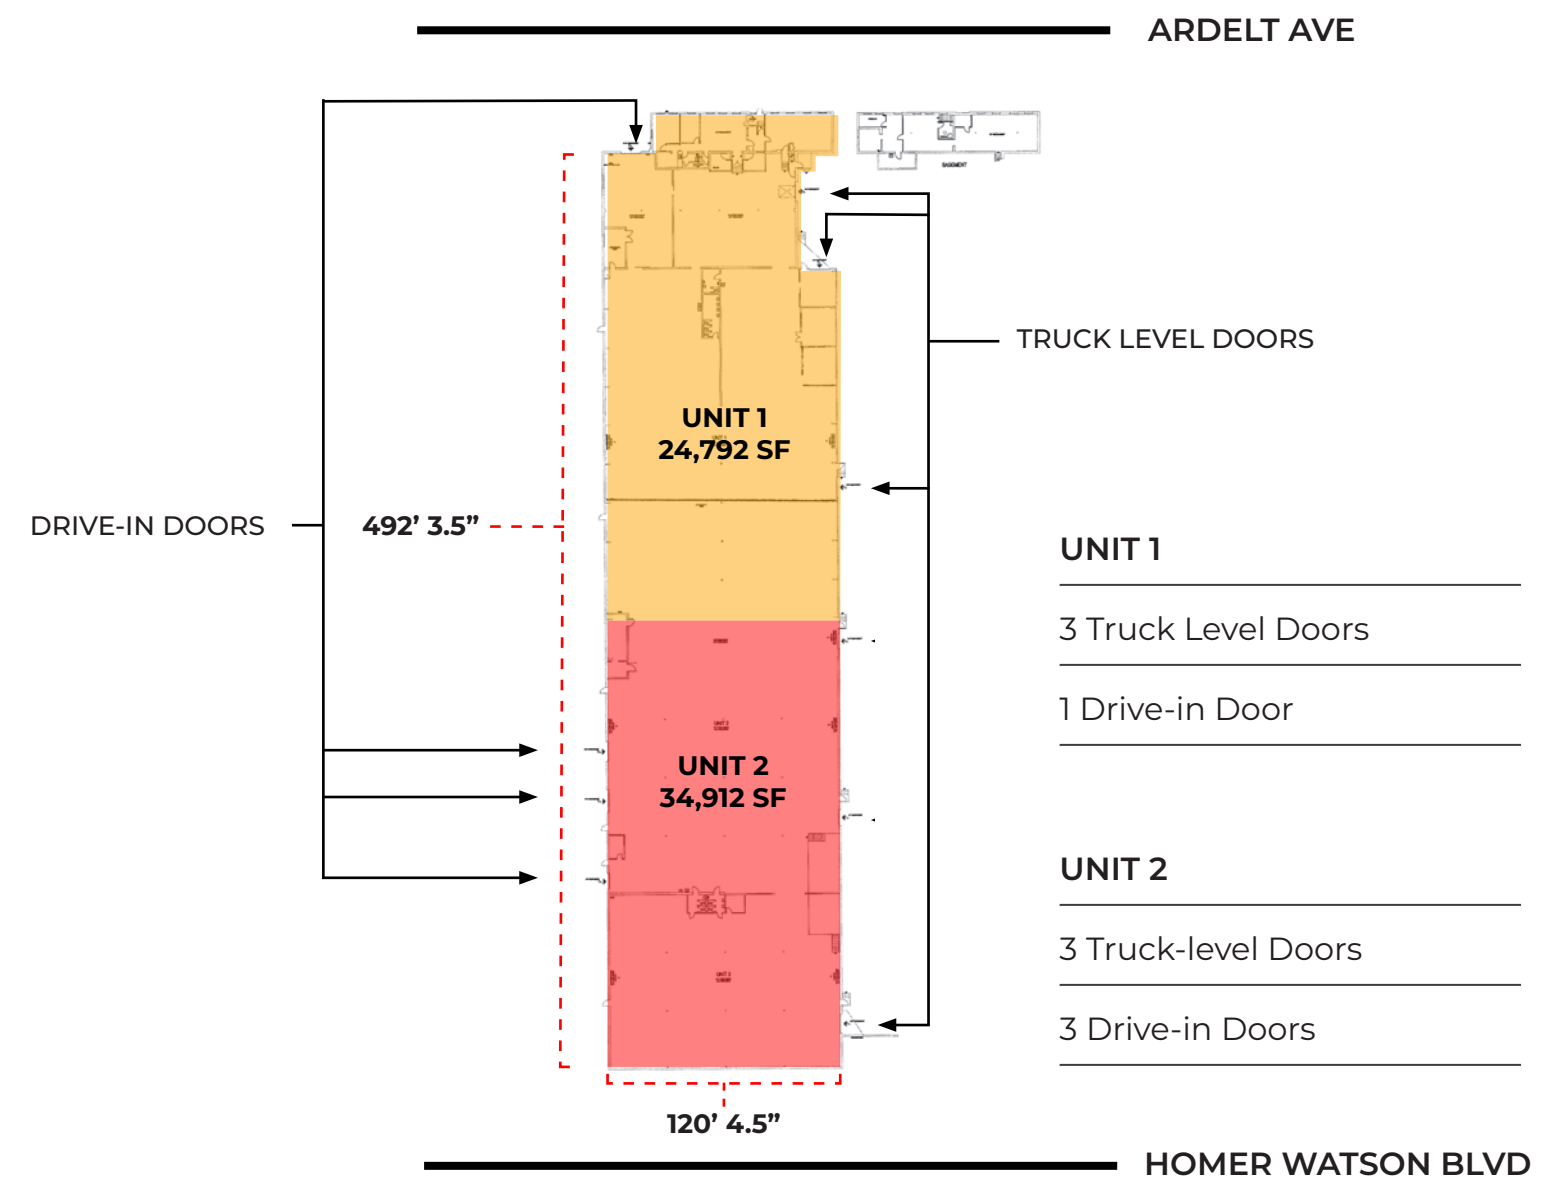 ARDELT AVE
BASEMENT
TRUCK LEVEL DOORS
UNIT 1
24,792 SF
DRIVE-IN DOORS
492’ 3.5”
UNIT 1
3 Truck Level Doors
1 Drive-in Door
UNIT 2
34,912 SF
UNIT 2
3 Truck-level Doors
3 Drive-in Doors
120’ 4.5”
HOMER WATSON BLVD